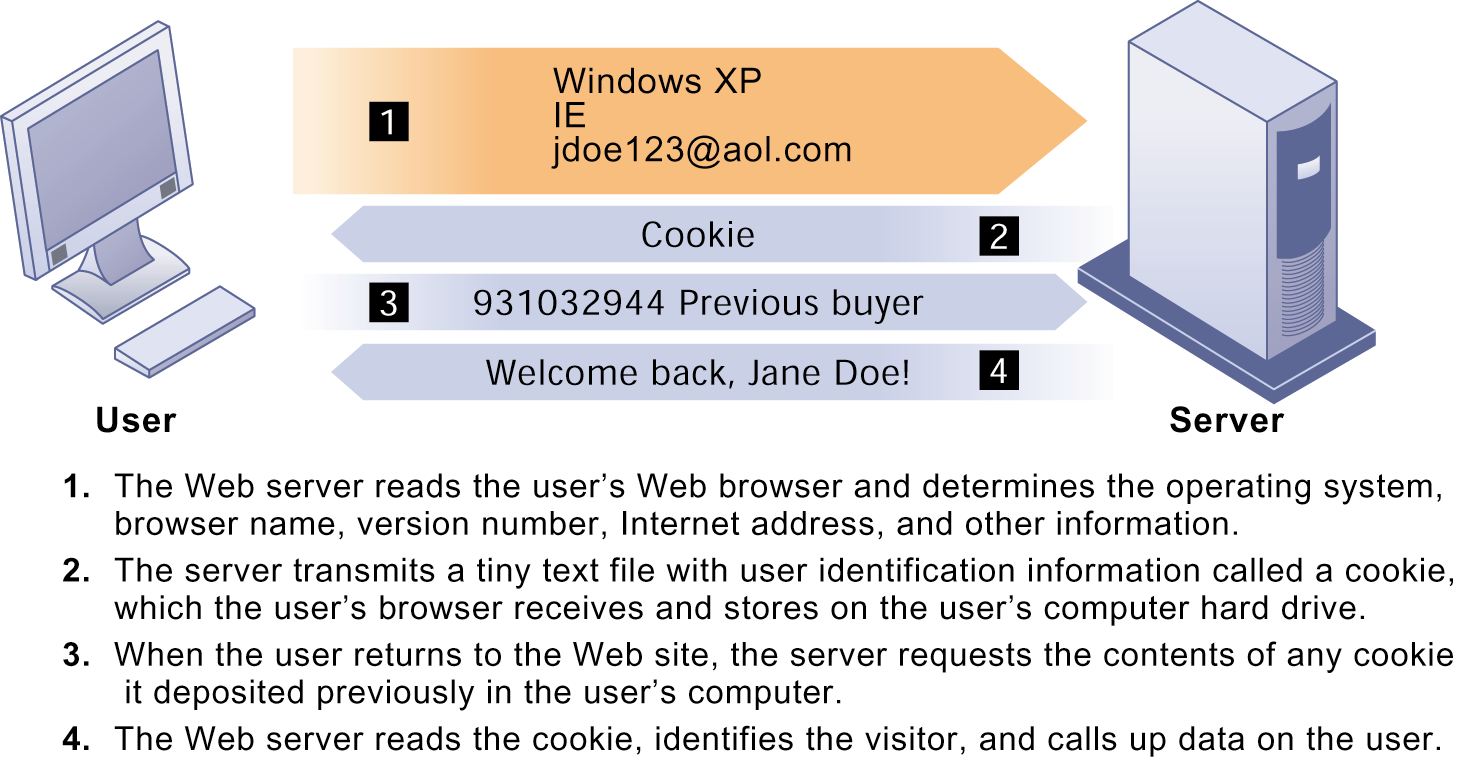 Windows XP
IE
jdoe123@aol.com
1
Cookie
2
3
931032944 Previous buyer
Welcome back, Jane Doe!
4
User
Server
1. The Web server reads the user’s Web browser and determines the operating system,
browser name, version number, Internet address, and other information.
2. The server transmits a tiny text file with user identification information called a cookie,
which the user’s browser receives and stores on the user’s computer hard drive.
3. When the user returns to the Web site, the server requests the contents of any cookie
it deposited previously in the user’s computer.
4. The Web server reads the cookie, identifies the visitor, and calls up data on the user.